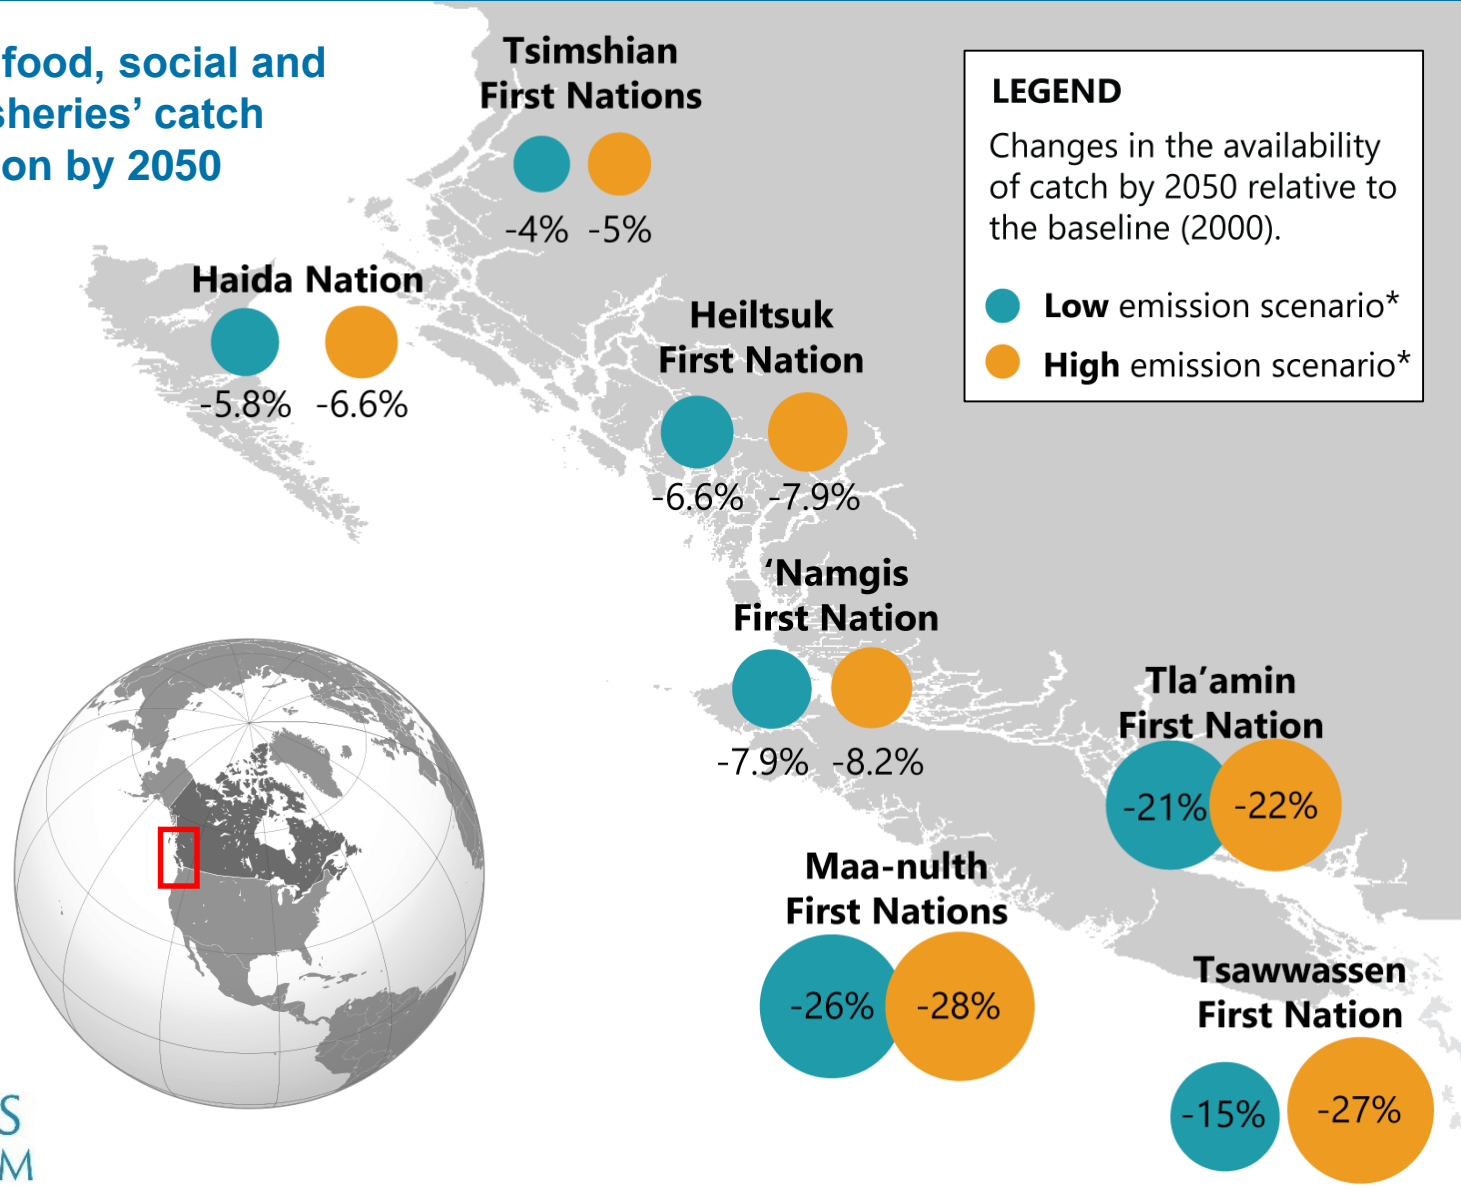 food, social and
sheries’ catch
on by 2050
Tsimshian
First Nations
-4% -5%
LEGEND
Changes in the availability
of catch by 2050 relative to
the baseline (2000).
Low emission scenario*
High emission scenario*
Haida Nation
-5.8% -6.6%
Heiltsuk
First Nation
-6.6% -7.9%
‘Namgis
First Nation
-7.9% -8.2%
Tla’amin
First Nation
-21% -22%
Maa-nulth
First Nations
-26% -28%
Tsawwassen
First Nation
-15% -27%
S
M